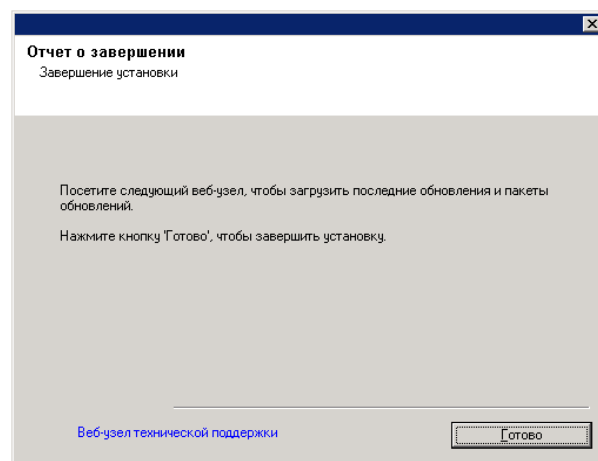 Отчет о завершении
Завершение установки
Посетите следующий веб-узел, чтобы загрузить последние обновления и пакеты
обновлений.
Нажмите кнопку 'Готово', чтобы завершить установку.
Веб-узел технической поддержки
Готово